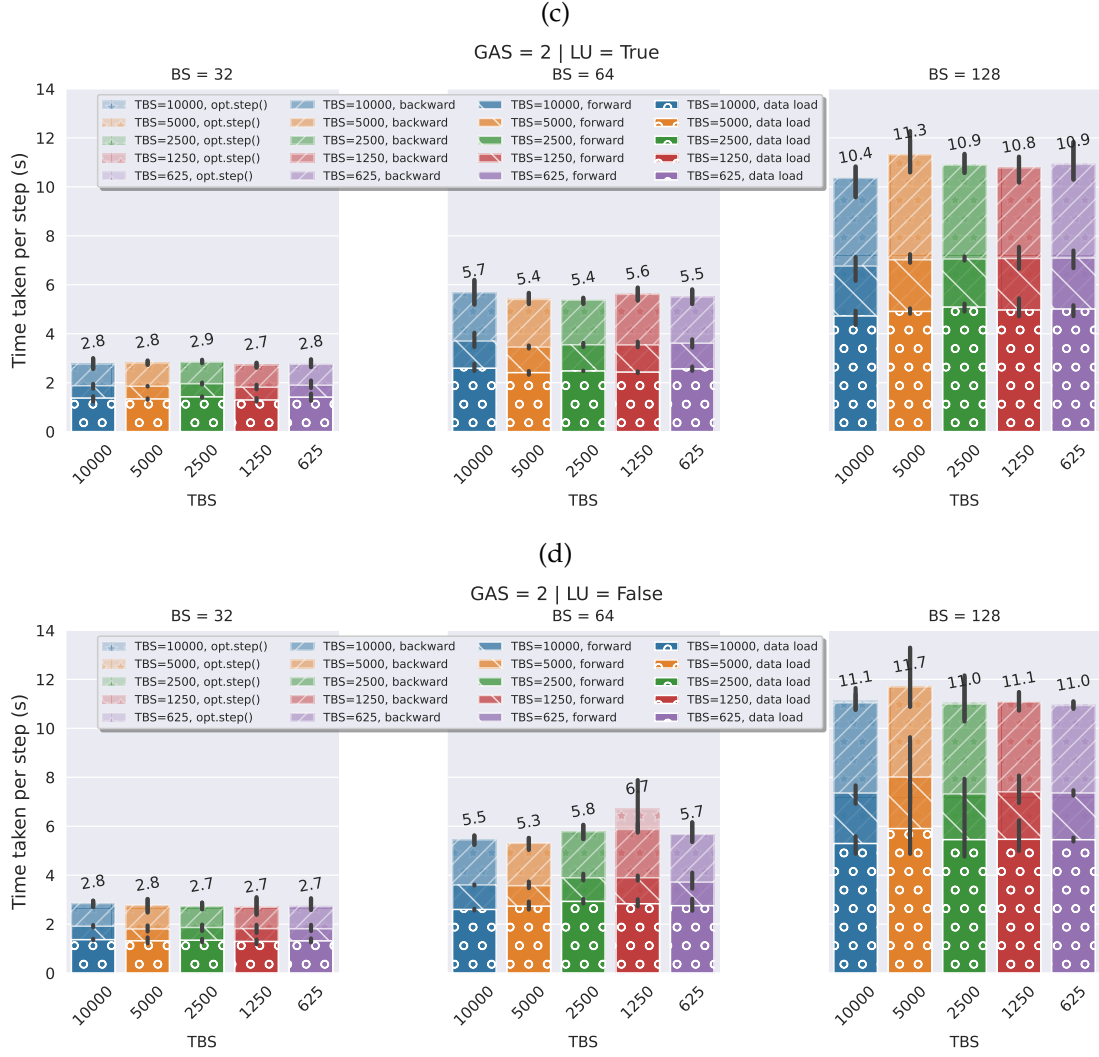 (c)
GAS = 2 | LU = True
BS = 32 BS = 64 BS = 128
TBS=10000, opt.step() TBS=10000, backward TBS=10000, forward TBS=10000, data load
TBS=5000, opt.step() TBS=5000, backward TBS=5000, forward TBS=5000, data load
TBS=2500, opt.step() TBS=2500, backward TBS=2500, forward TBS=2500, data load
TBS=1250, opt.step() TBS=1250, backward TBS=1250, forward TBS=1250, data load
TBS=625, opt.step() TBS=625, backward TBS=625, forward TBS=625, data load
Time taken per step (s)
14
12
10
8
6
4
2
0
2.8 2.8 2.9 2.7 2.8
5.7 5.4 5.4 5.6 5.5
10.4 11.3 10.9 10.8 10.9
10000 5000 2500 1250 625 10000 5000 2500 1250 625 10000 5000 2500 1250 625
TBS TBS TBS
(d)
GAS = 2 | LU = False
BS = 32 BS = 64 BS = 128
TBS=10000, opt.step() TBS=10000, backward TBS=10000, forward TBS=10000, data load
TBS=5000, opt.step() TBS=5000, backward TBS=5000, forward TBS=5000, data load
TBS=2500, opt.step() TBS=2500, backward TBS=2500, forward TBS=2500, data load
TBS=1250, opt.step() TBS=1250, backward TBS=1250, forward TBS=1250, data load
TBS=625, opt.step() TBS=625, backward TBS=625, forward TBS=625, data load
Time taken per step (s)
14
12
10
8
6
4
2
0
2.8 2.8 2.7 2.7 2.7
5.5 5.3 5.8 6.7 5.7
11.1 11.7 11.0 11.1 11.0
10000 5000 2500 1250 625 10000 5000 2500 1250 625 10000 5000 2500 1250 625
TBS TBS TBS